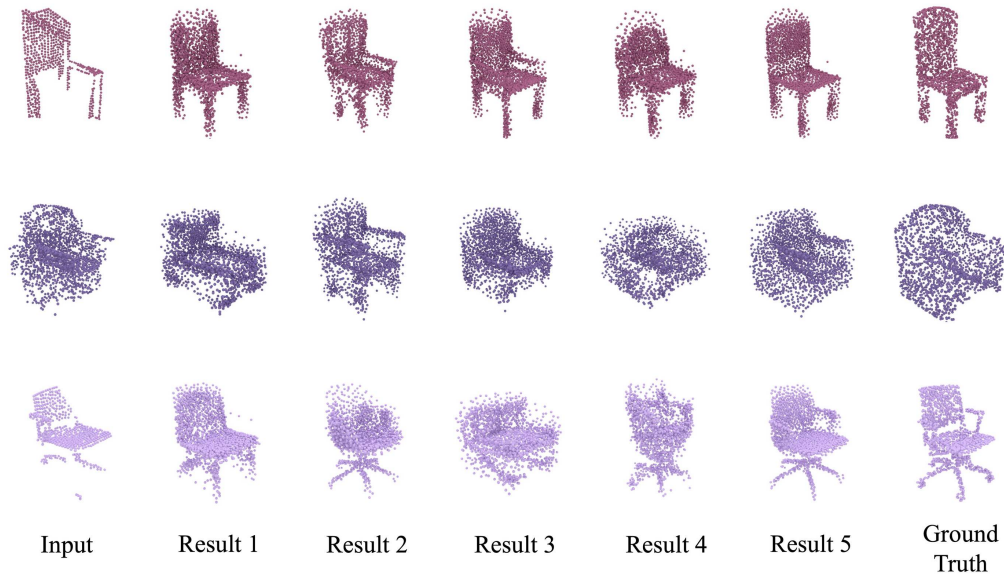 Input
Result 1
Result 2
Result 3
Result 4
Result 5
Ground
Truth